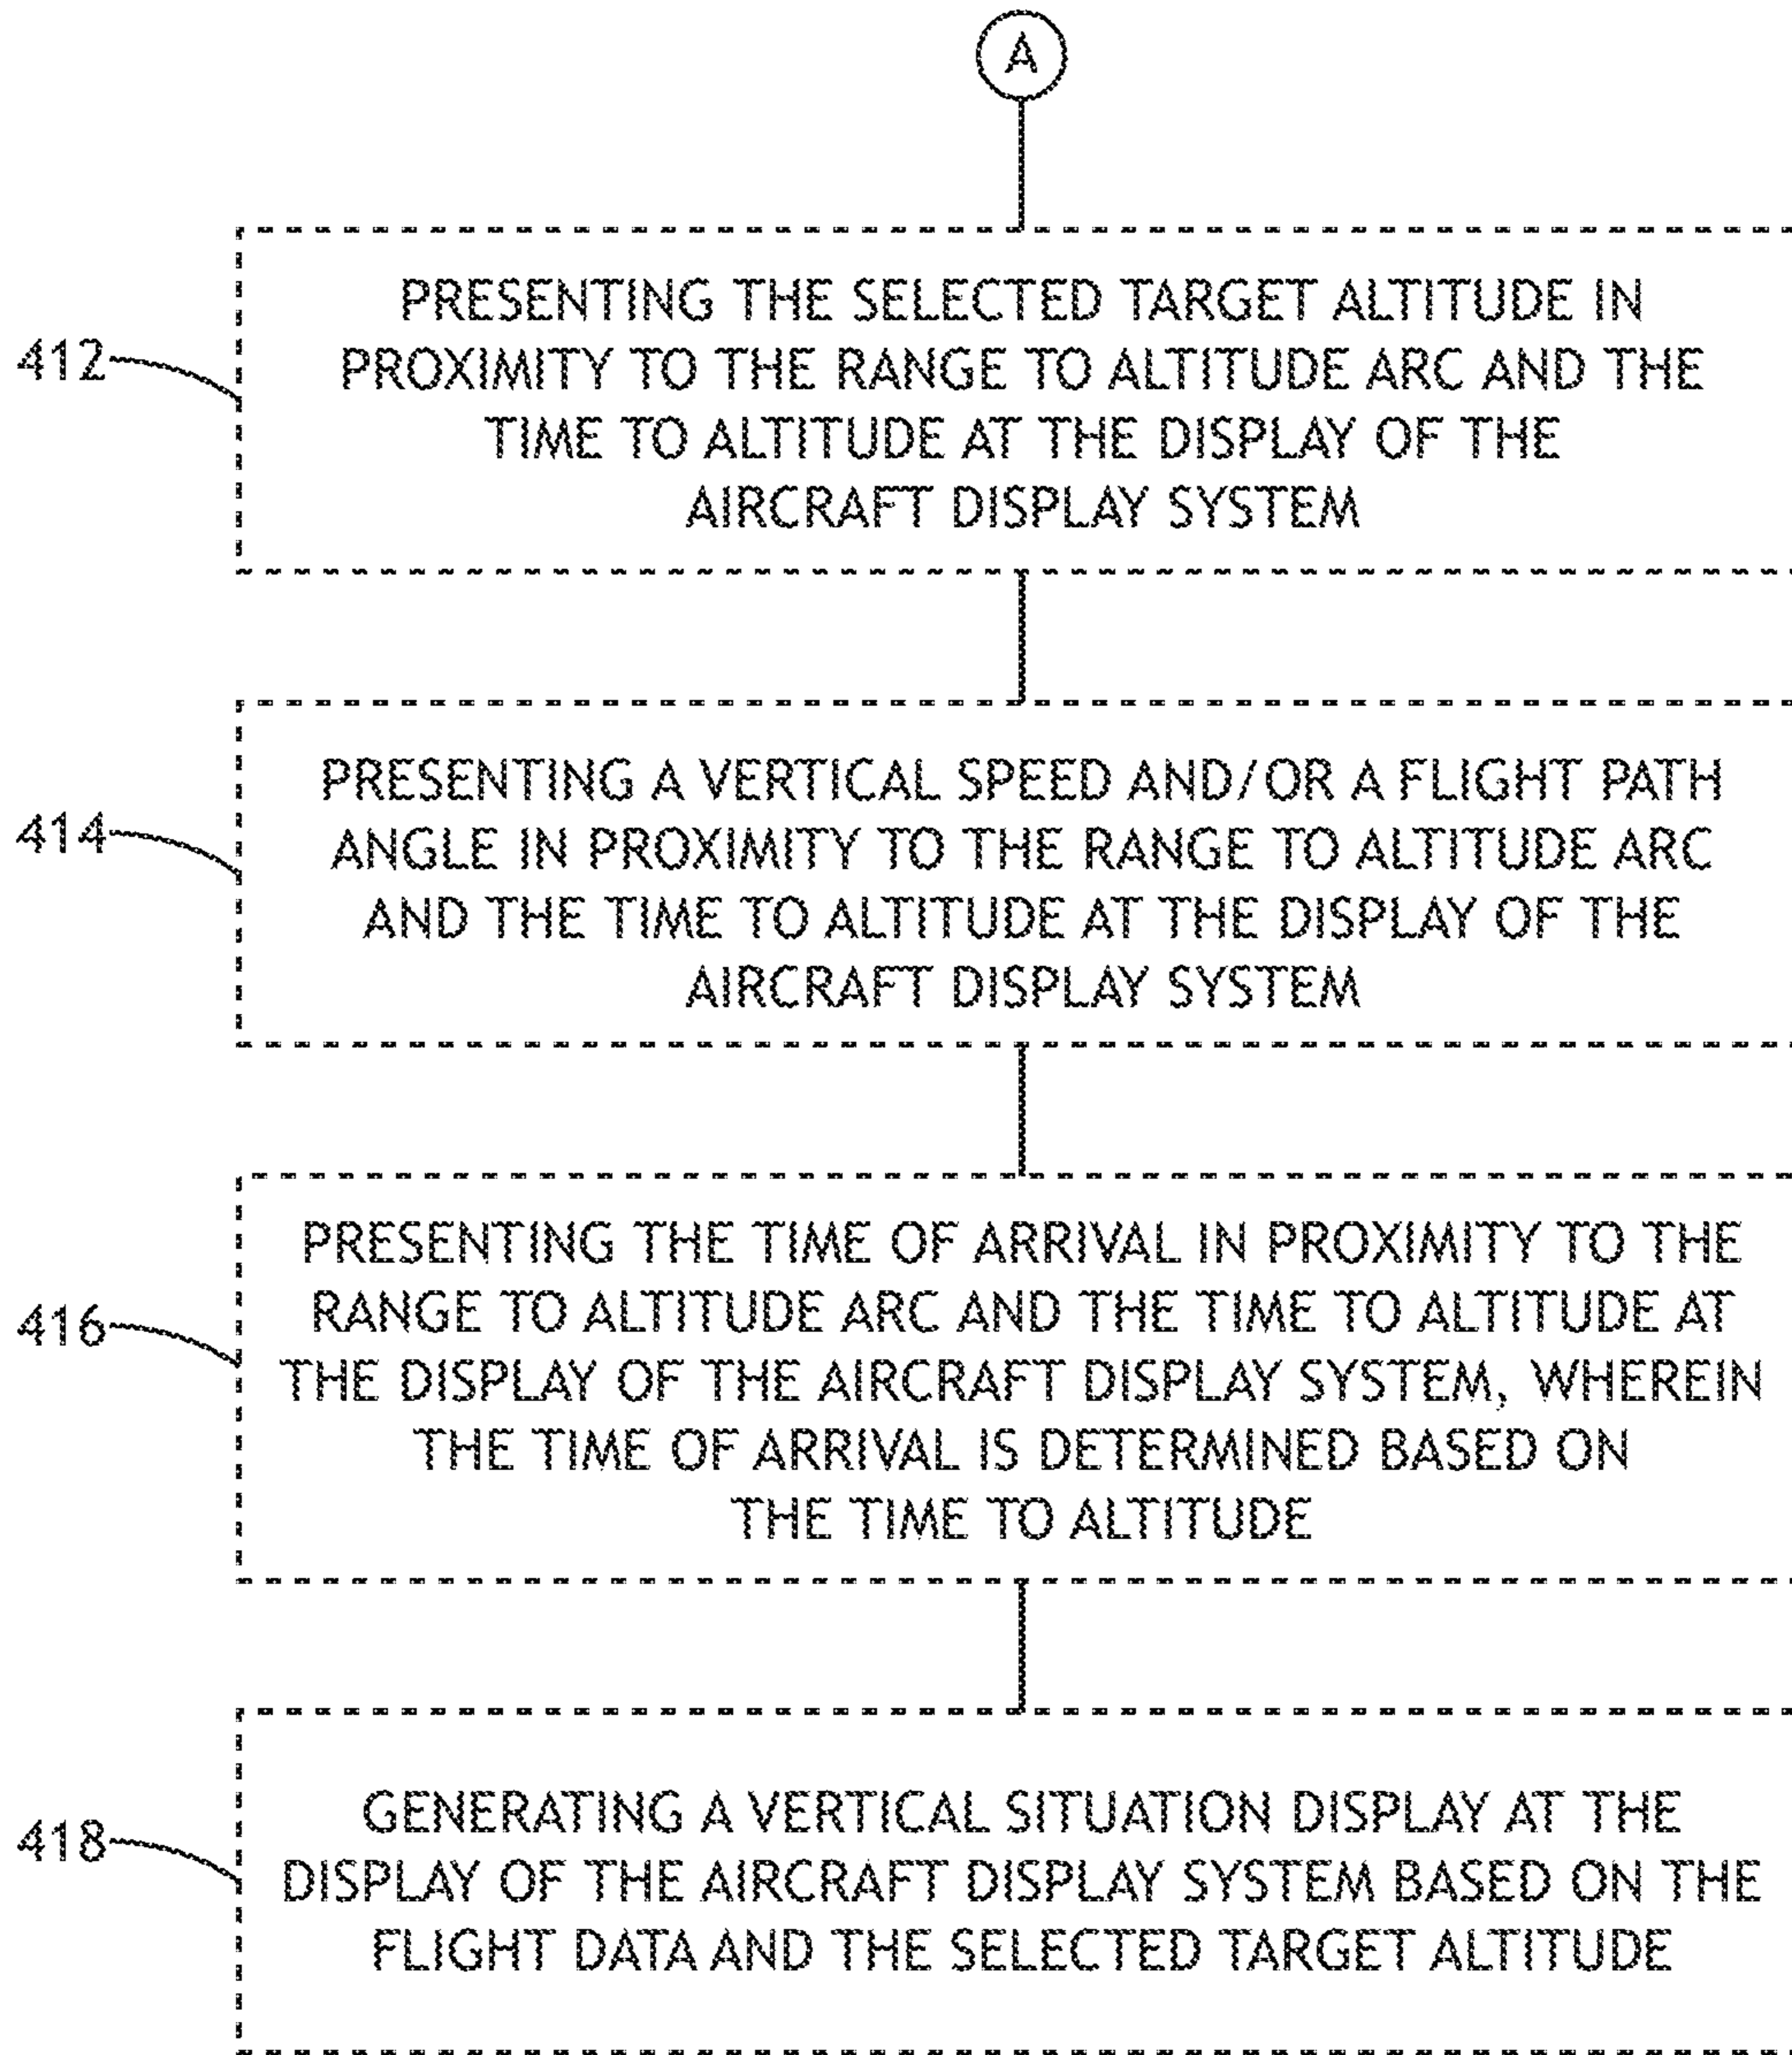 A
PRESENTING THE SELECTED TARGET ALTITUDE IN
412
PROXIMITY TO THE RANGE TO ALTITUDE ARC AND THE
TIME TO ALTITUDE AT THE DISPLAY OF THE
AIRCRAFT DISPLAY SYSTEM
PRESENTING A VERTICAL SPEED AND/OR A FLIGHT PATH
414
ANGLE IN PROXIMITY TO THE RANGE TO ALTITUDE ARC
AND THE TIME TO ALTITUDE AT THE DISPLAY OF THE
AIRCRAFT DISPLAY SYSTEM
PRESENTING THE TIME OF ARRIVAL IN PROXIMITY TO THE
416
RANGE TO ALTITUDE ARC AND THE TIME TO ALTITUDE AT
THE DISPLAY OF THE AIRCRAFT DISPLAY SYSTEM, WHEREIN
THE TIME OF ARRIVAL IS DETERMINED BASED ON
THE TIME TO ALTITUDE
GENERATING A VERTICAL SITUATION DISPLAY AT THE
418
DISPLAY OF THE AIRCRAFT DISPLAY SYSTEM BASED ON THE
FLIGHT DATA AND THE SELECTED TARGET ALTITUDE